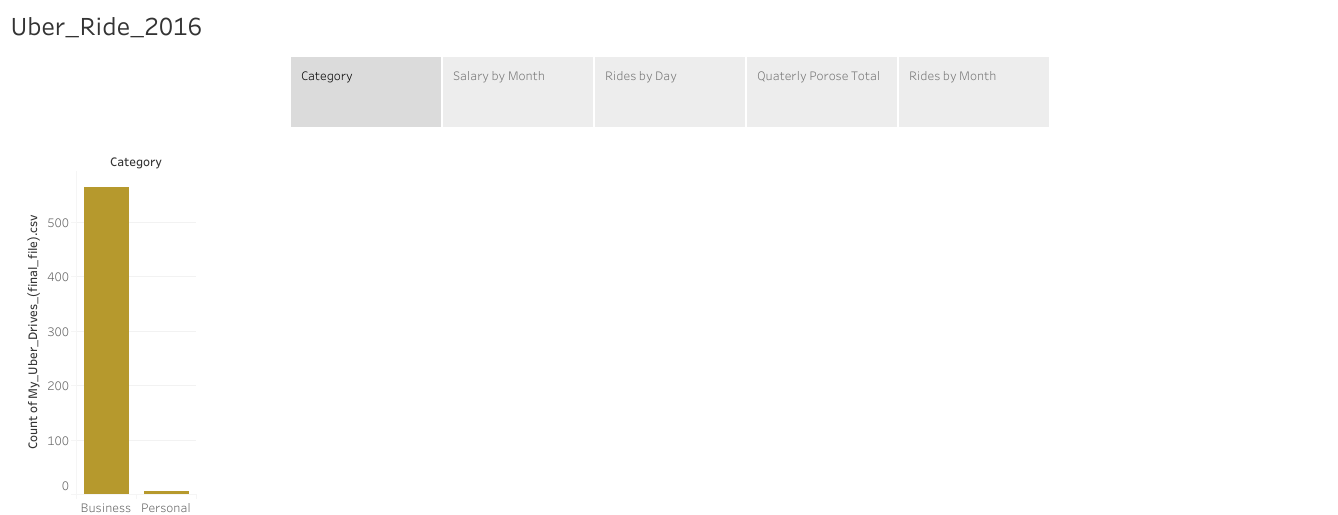 Uber_Ride_2016
Category
Salary by Month
Rides by Day
Quaterly Porose Total
Rides by Month
Category
Count of My_Uber_Drives_(final_file).csv
500
400
300
200
100
0
Business
Personal